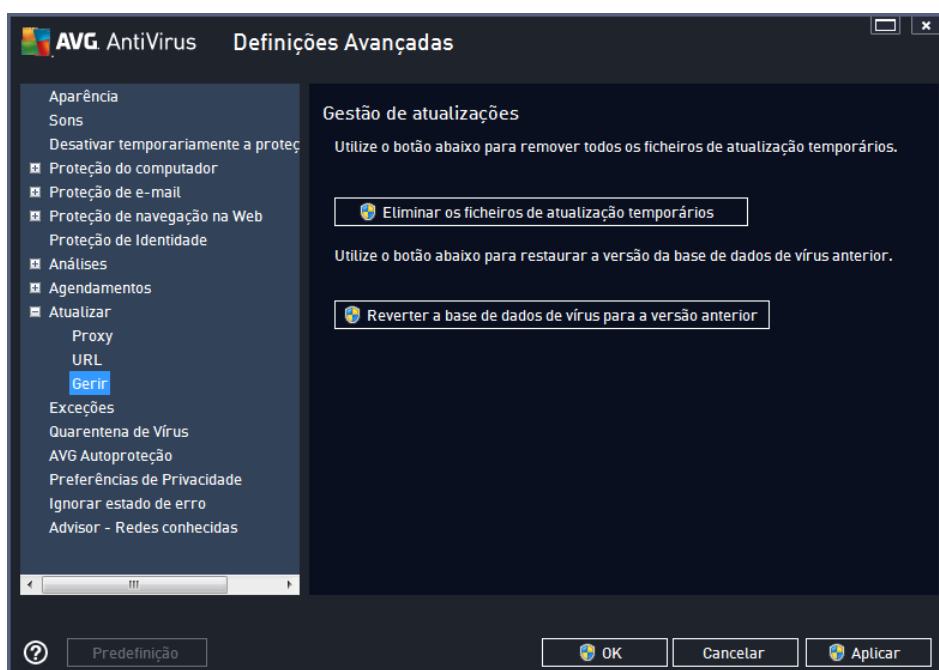 AVG AntiVirus Definições Avançadas
Aparência
Sons
Desativar temporariamente a proteç
Proteção do computador
Proteção de e-mail
Proteção de navegação na Web
Proteção de Identidade
Análises
Agendamentos
Atualizar
Proxy
URL
Gerir
Exceções
Quarentena de Vírus
AVG Autoproteção
Preferências de Privacidade
Ignorar estado de erro
Advisor - Redes conhecidas
Gestão de atualizações
Utilize o botão abaixo para remover todos os ficheiros de atualização temporários.
Eliminar os ficheiros de atualização temporários
Utilize o botão abaixo para restaurar a versão da base de dados de vírus anterior.
Reverter a base de dados de vírus para a versão anterior
? Predefinição OK Cancelar Aplicar